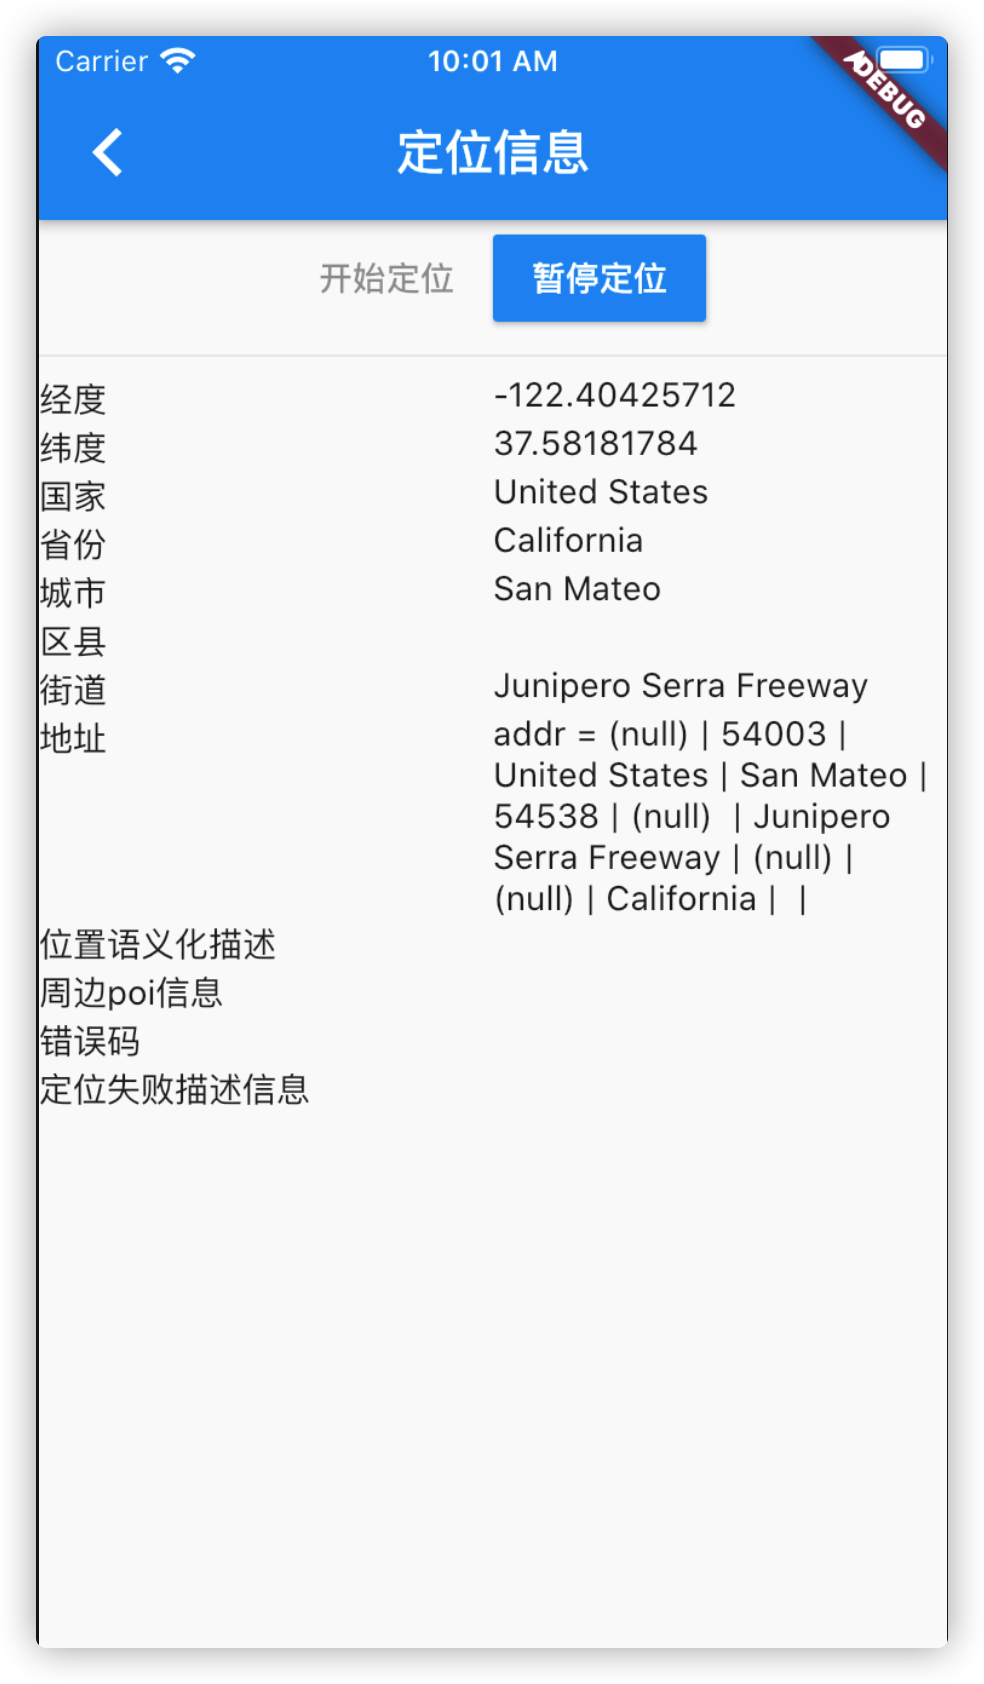 Carrier 10:01 AM
DEBUG
定位信息
开始定位 暂停定位
经度 -122.40425712
纬度 37.58181784
国家 United States
省份 California
城市 San Mateo
区县
街道 Junipero Serra Freeway
地址 addr = (null) | 54003 |
United States | San Mateo |
54538 | (null)  | Junipero
Serra Freeway | (null) |
(null) | California |  |
位置语义化描述
周边poi信息
错误码
定位失败描述信息